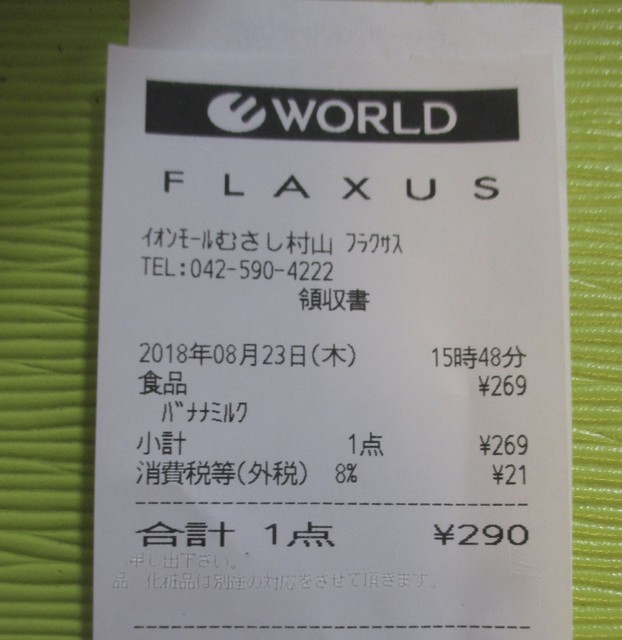 WORLD
FLAXUS
ｲｵﾝﾓｰﾙむさし村山 ﾌﾗｸｻｽ
TEL:042-590-4222
領収書
2018年08月23日(木) 15時48分
食品 ¥269
ﾊﾞﾅﾅﾐﾙｸ
小計 1点 ¥269
消費税等(外税) 8% ¥21
合計 1点 ¥290
申し出下さい。
品 化粧品は別途の対応をさせて頂きます。